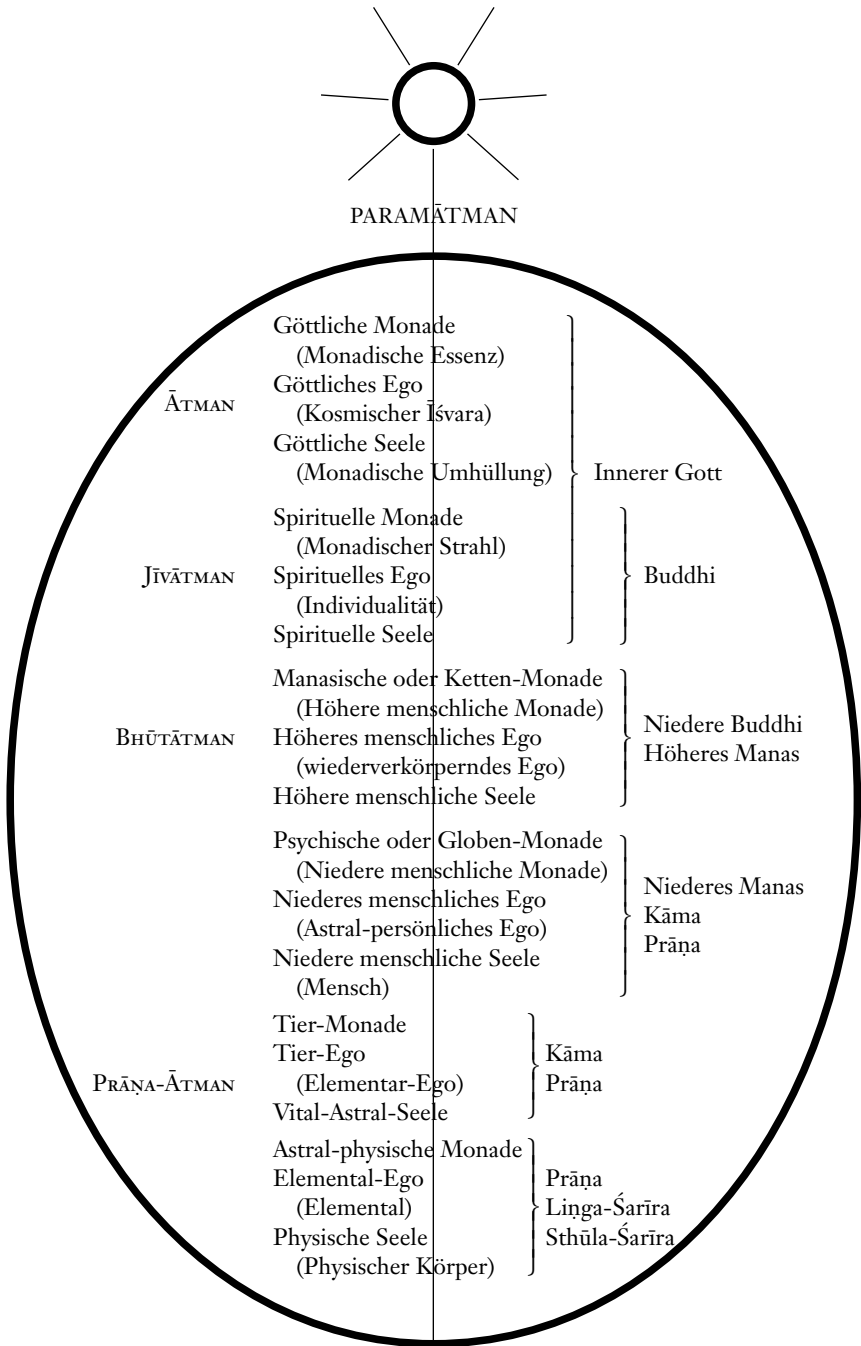 PARAMĀTMAN
Göttliche Monade
(Monadische Essenz)
Göttliches Ego
ĀTMAN
(Kosmischer Īśvara)
Göttliche Seele
(Monadische Umhüllung)
Innerer Gott
Spirituelle Monade
(Monadischer Strahl)
JĪVĀTMAN
Spirituelles Ego
Buddhi
(Individualität)
Spirituelle Seele
Manasische oder Ketten-Monade
(Höhere menschliche Monade)
BHŪTĀTMAN
Höheres menschliches Ego
(wiederverkörperndes Ego)
Höhere menschliche Seele
Niedere Buddhi
Höheres Manas
Psychische oder Globen-Monade
(Niedere menschliche Monade)
Niederes menschliches Ego
(Astral-persönliches Ego)
Niedere menschliche Seele
(Mensch)
Niederes Manas
Kāma
Prāṇa
Tier-Monade
Tier-Ego
PRĀṆA-ĀTMAN
(Elementar-Ego)
Vital-Astral-Seele
Kāma
Prāṇa
Astral-physische Monade
Elemental-Ego
(Elemental)
Physische Seele
(Physischer Körper)
Prāṇa
Liṇga-Śarīra
Sthūla-Śarīra